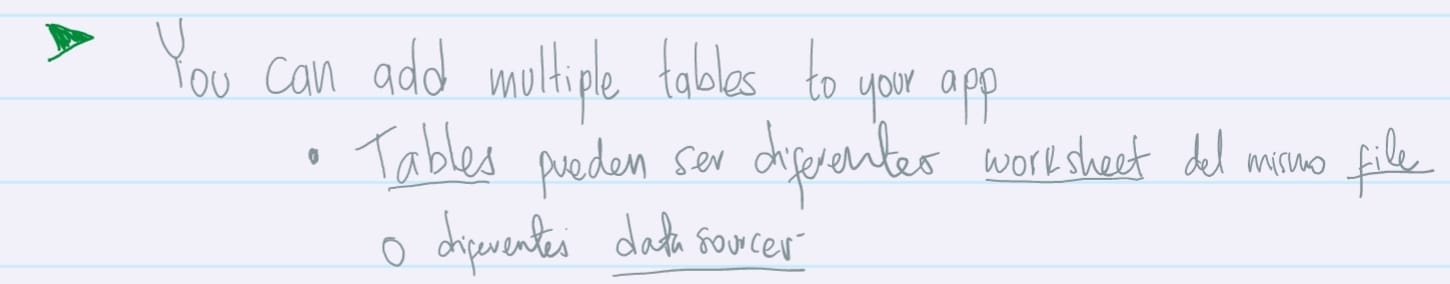 You can add multiple tables to your app
• Tables pueden ser diferentes worksheet del mismo file
o diferentes data sources